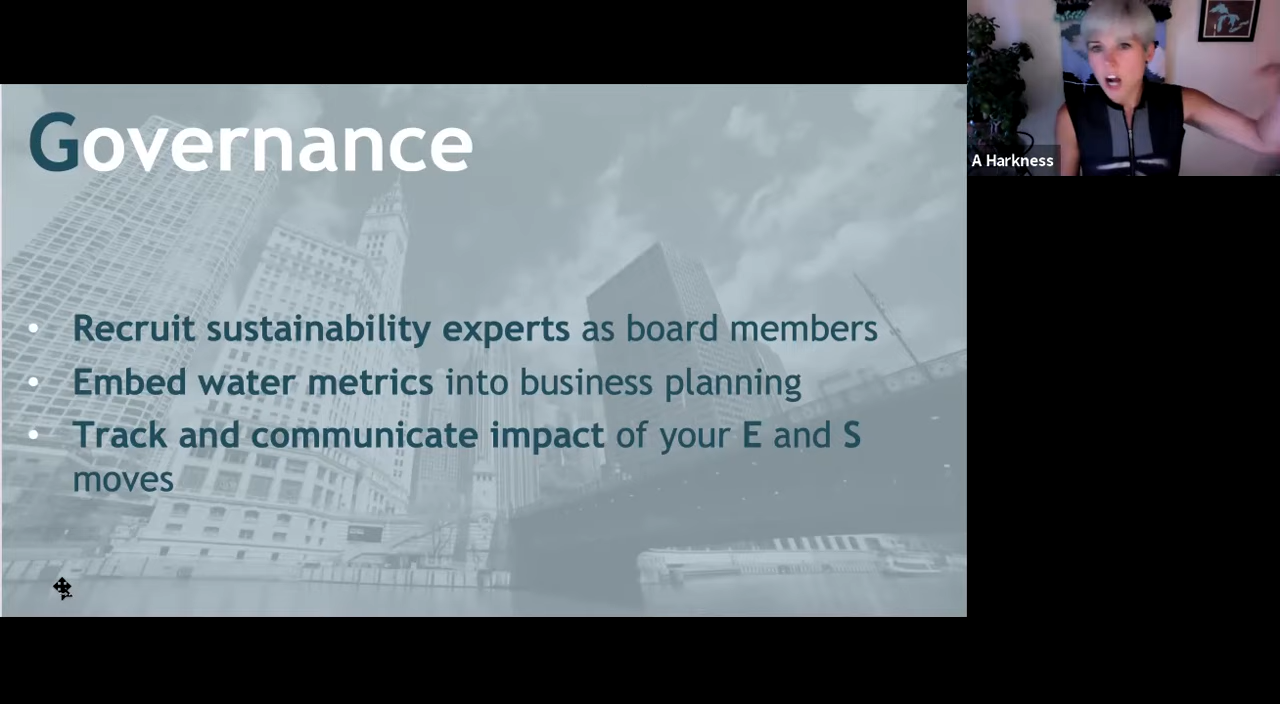 Governance
Recruit sustainability experts as board members
Embed water metrics into business planning
Track and communicate impact of your E and S
moves
A Harkness